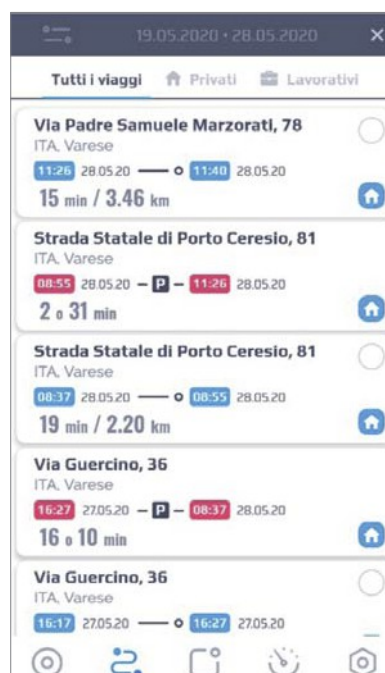 19.05.2020 • 28.05.2020 ×
Tutti i viaggi Privati Lavorativi
Via Padre Samuele Marzorati, 78
ITA, Varese
11:26 28.05.20 11:40 28.05.20
15 min / 3.46 km
Strada Statale di Porto Ceresio, 81
ITA, Varese
08:55 28.05.20 – P – 11:26 28.05.20
2 o 31 min
Strada Statale di Porto Ceresio, 81
ITA, Varese
08:37 28.05.20 08:55 28.05.20
19 min / 2.20 km
Via Guercino, 36
ITA, Varese
16:27 27.05.20 – P – 08:37 28.05.20
16 o 10 min
Via Guercino, 36
ITA, Varese
16:17 27.05.20 16:27 27.05.20